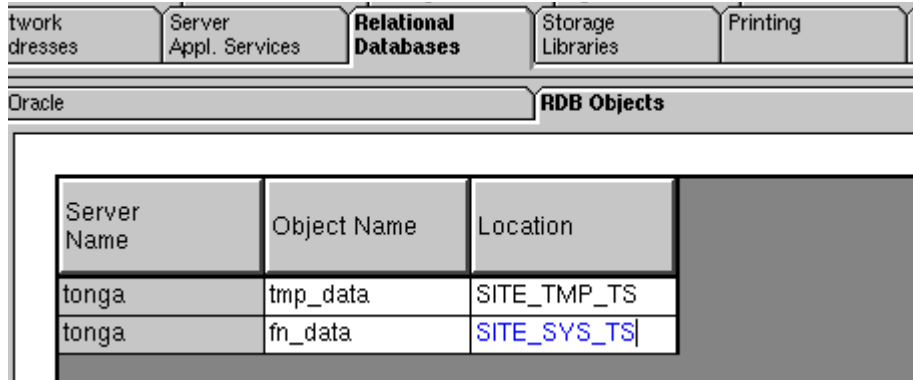 twork Server Relational Storage Printing
dresses Appl. Services Databases Libraries
Oracle RDB Objects
Server
Name Object Name Location
tonga tmp_data SITE_TMP_TS
tonga fn_data SITE_SYS_TS